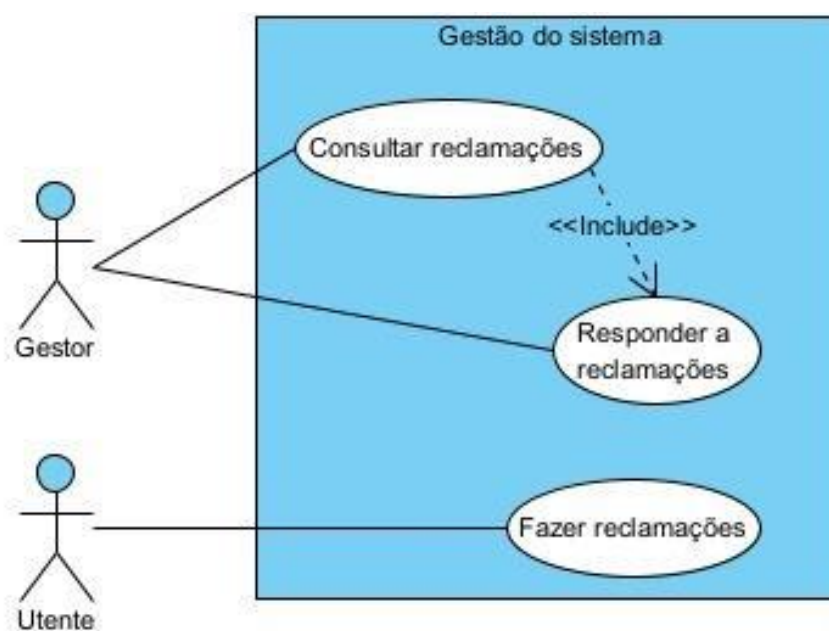 Gestão do sistema
Consultar reclamações
<<Include>>
Gestor
Responder a
reclamações
Fazer reclamações
Utente